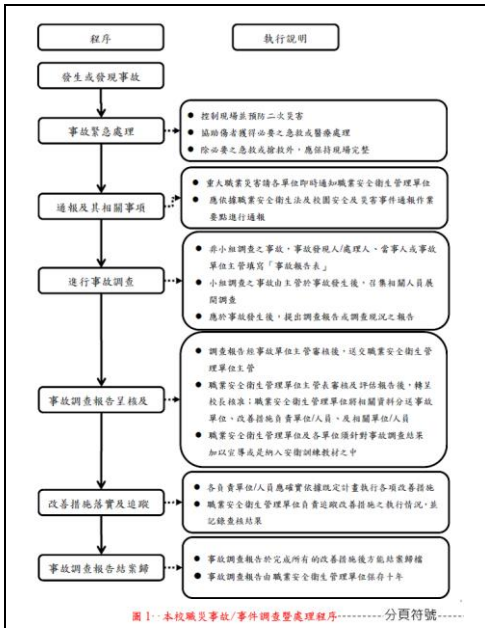 程序
執行說明
發生或發現事故
事故緊急處理
● 控制現場並預防二次災害
● 協助傷者獲得必要之急救或醫療處理
● 除必要之急救或搶救外，應保持現場完整
通報及其相關事項
● 重大職業災害請各單位即時通知職業安全衛生管理單位
● 應依據職業安全衛生法及校園安全及災害事件通報作業
要點進行通報
進行事故調查
● 非小組調查之事故，事故發現人/處理人、當事人或事故
單位主管填寫「事故報告表」
● 小組調查之事故由主管於事故發生後，召集相關人員展
開調查
● 應於事故發生後，提出調查報告或調查現況之報告
事故調查報告呈核及
● 調查報告經事故單位主管審核後，送交職業安全衛生管
理單位主管
● 職業安全衛生管理單位主管表審核及評估報告後，轉呈
校長核准；職業安全衛生管理單位將相關資料分送事故
單位、改善措施負責單位/人員、及相關單位/人員
● 職業安全衛生管理單位及各單位須針對事故調查結果
加以宣導或是納入安衛訓練教材之中
改善措施落實及追蹤
● 各負責單位/人員應確實依據既定計畫執行各項改善措施
● 職業安全衛生管理單位負責追蹤改善措施之執行情況，並
記錄查核結果
事故調查報告結案歸
● 事故調查報告於完成所有的改善措施後方能結案歸檔
● 事故調查報告由職業安全衛生管理單位保存十年
圖 1··本校職災事故/事件調查暨處理程序----------分頁符號-----